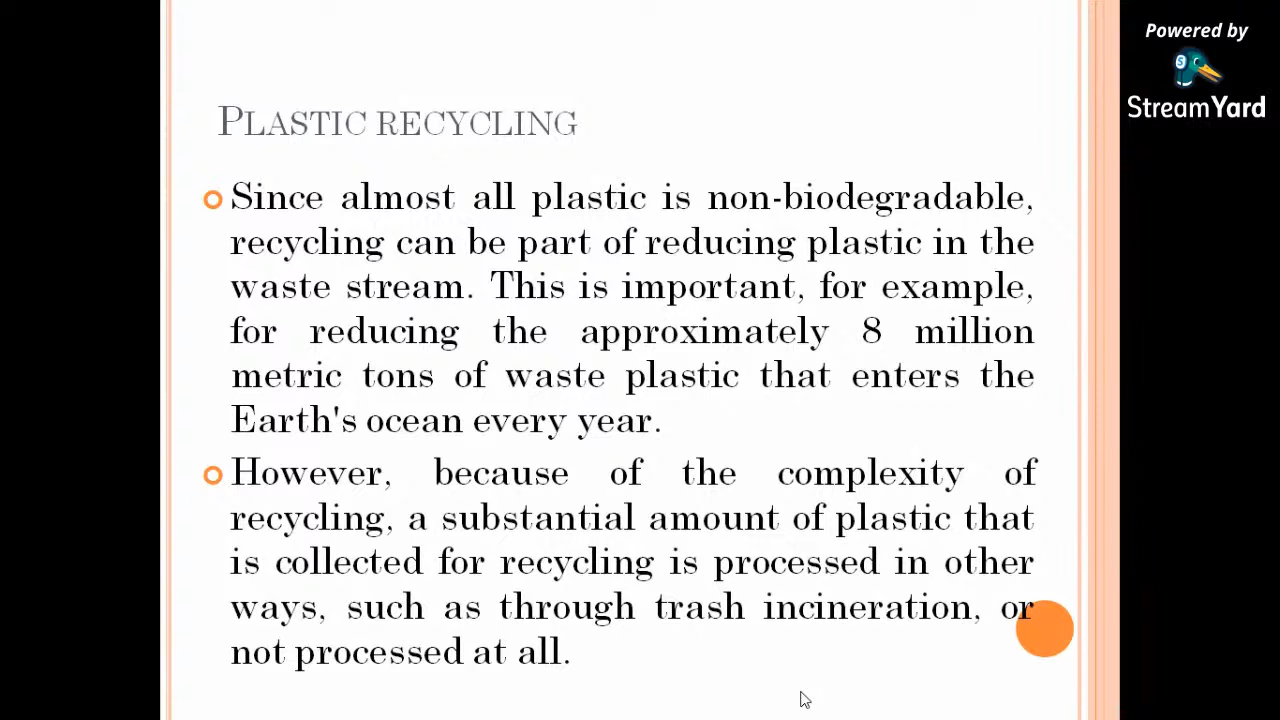 Powered by
StreamYard
PLASTIC RECYCLING
Since almost all plastic is non-biodegradable,
recycling can be part of reducing plastic in the
waste stream. This is important, for example,
for reducing the approximately 8 million
metric tons of waste plastic that enters the
Earth's ocean every year.
However, because of the complexity of
recycling, a substantial amount of plastic that
is collected for recycling is processed in other
ways, such as through trash incineration, or
not processed at all.